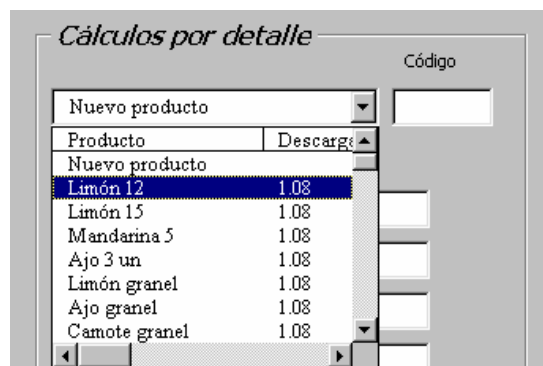 Cálculos por detalle
Código
Nuevo producto
Producto Descarga
Nuevo producto
Limón 12 1.08
Limón 15 1.08
Mandarina 5 1.08
Ajo 3 un 1.08
Limón granel 1.08
Ajo granel 1.08
Camote granel 1.08